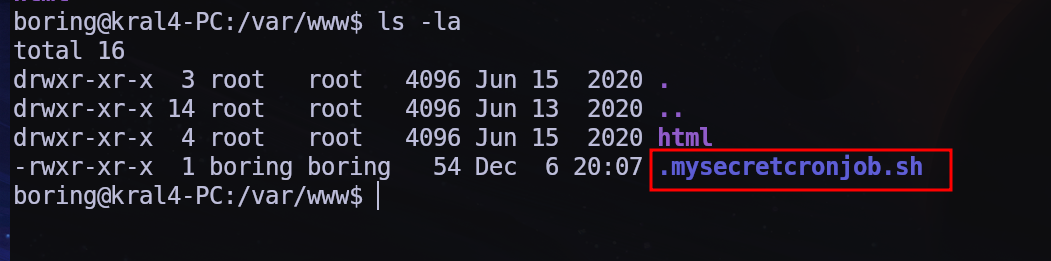 boring@kral4-PC:/var/www$ ls -la
total 16
drwxr-xr-x  3 root   root   4096 Jun 15  2020 .
drwxr-xr-x 14 root   root   4096 Jun 13  2020 ..
drwxr-xr-x  4 root   root   4096 Jun 15  2020 html
-rwxr-xr-x  1 boring boring   54 Dec  6 20:07 .mysecretcronjob.sh
boring@kral4-PC:/var/www$